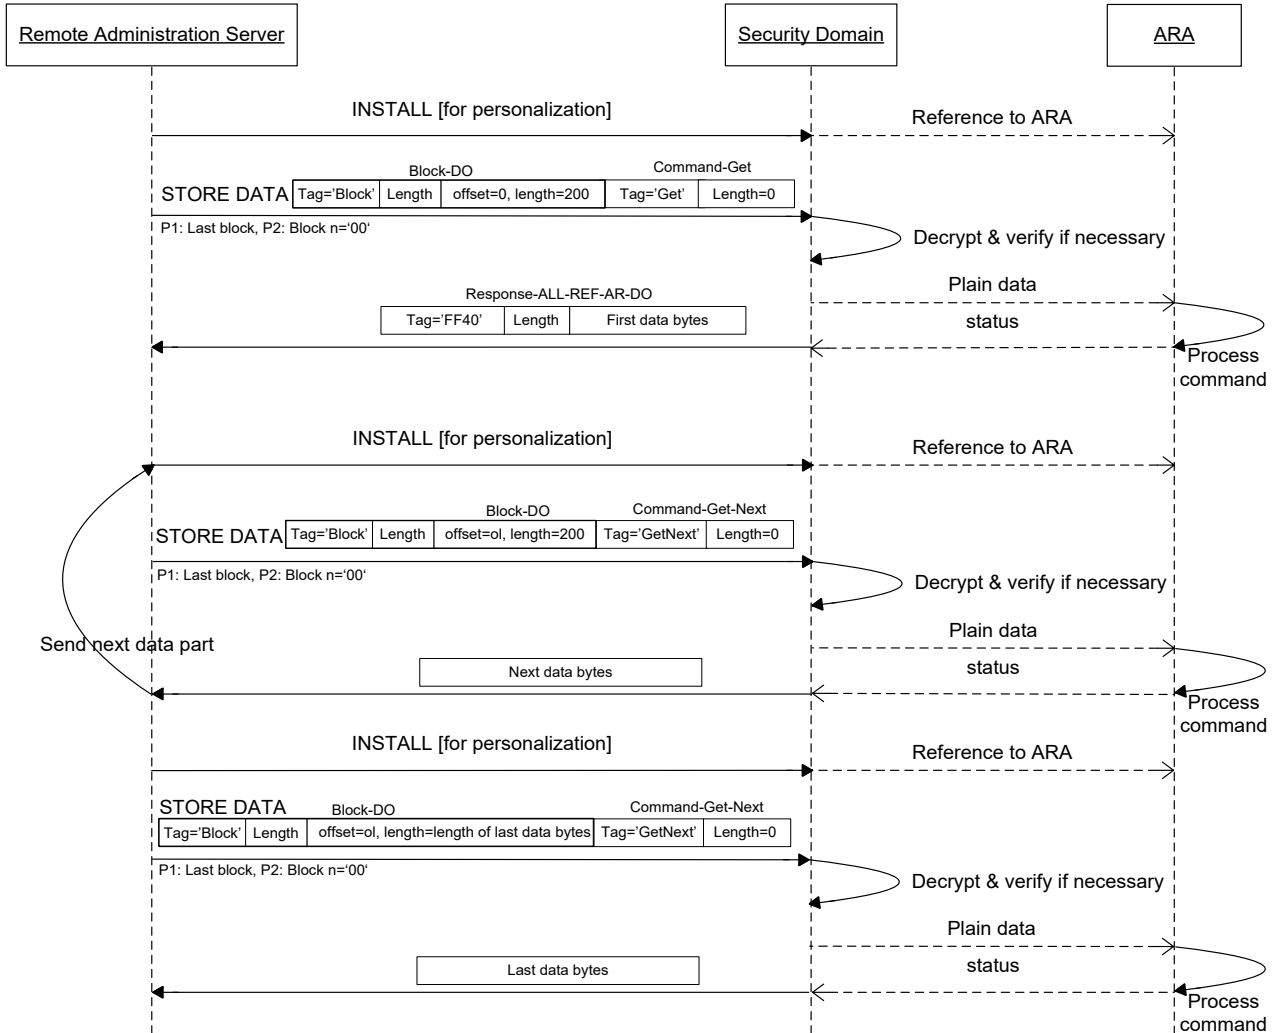 Remote Administration Server
Security Domain
ARA
INSTALL [for personalization]
Reference to ARA
Block-DO
Command-Get
STORE DATA
Tag='Block' Length offset=0, length=200 Tag='Get' Length=0
P1: Last block, P2: Block n=‘00‘
Decrypt & verify if necessary
Plain data
Response-ALL-REF-AR-DO
Tag='FF40' Length First data bytes
status
Process
command
INSTALL [for personalization]
Reference to ARA
Block-DO
Command-Get-Next
STORE DATA
Tag='Block' Length offset=ol, length=200 Tag='GetNext' Length=0
P1: Last block, P2: Block n=‘00‘
Decrypt & verify if necessary
Plain data
Send next data part
Next data bytes
status
Process
command
INSTALL [for personalization]
Reference to ARA
STORE DATA
Block-DO
Command-Get-Next
Tag='Block' Length offset=ol, length=length of last data bytes Tag='GetNext' Length=0
P1: Last block, P2: Block n=‘00‘
Decrypt & verify if necessary
Plain data
Last data bytes
status
Process
command